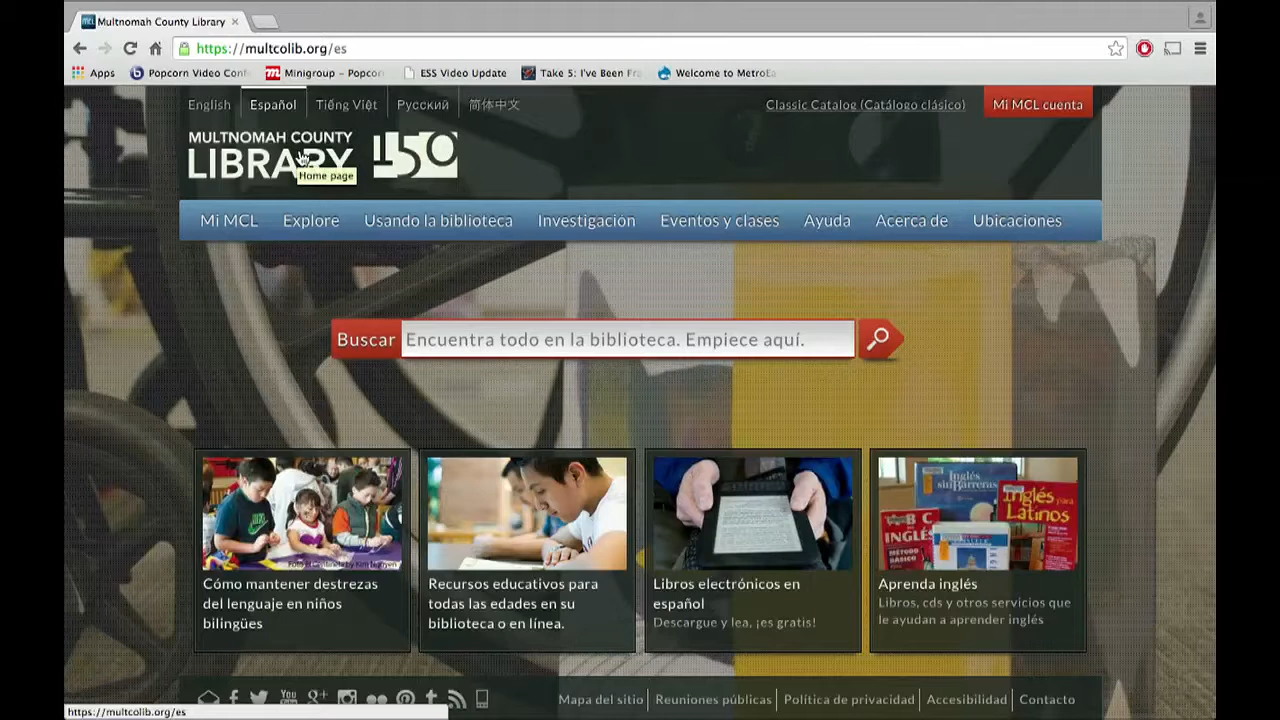 Multnomah County Library
https://multcolib.org/es
Apps Popcorn Video Conf Minigroup – Popcor ESS Video Update Take 5: I've Been Fr Welcome to MetroEa
English Español Tiếng Việt Русский 简体中文 Classic Catalog (Catálogo clásico) Mi MCL cuenta
MULTNOMAH COUNTY
LIBRARY 150
Home page
Mi MCL Explore Usando la biblioteca Investigación Eventos y clases Ayuda Acerca de Ubicaciones
Buscar Encuentra todo en la biblioteca. Empiece aquí.
Inglés
sin Barreras
Inglés
para
Latinos
INGLÉS
Cómo mantener destrezas
del lenguaje en niños
bilingües
Recursos educativos para
todas las edades en su
biblioteca o en línea.
Libros electrónicos en
español
Descargue y lea, ¡es gratis!
Aprenda inglés
Libros, cds y otros servicios que
le ayudan a aprender inglés
Mapa del sitio Reuniones públicas Política de privacidad Accesibilidad Contacto
https://multcolib.org/es